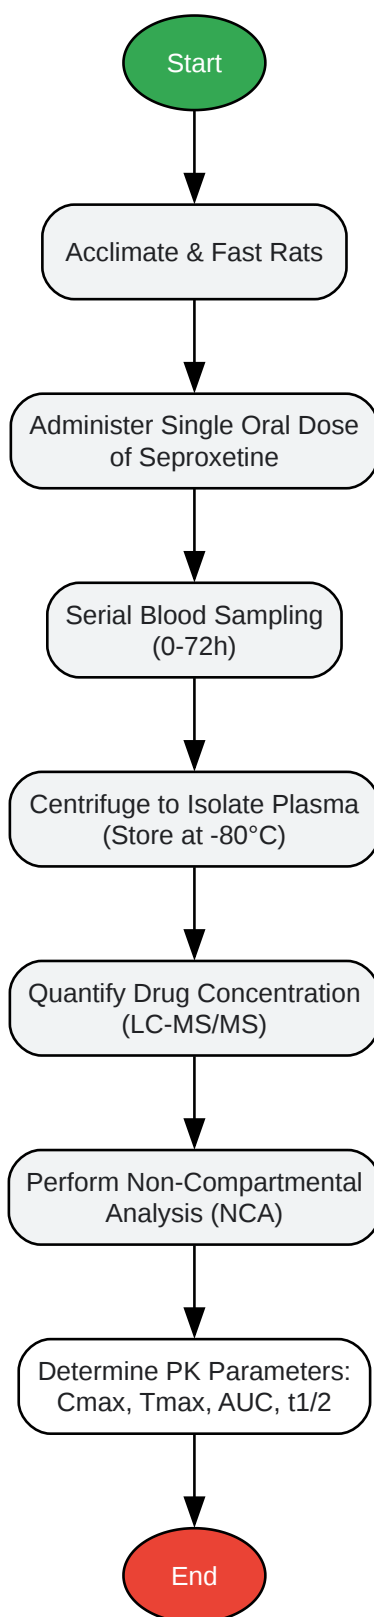 Start
Acclimate & Fast Rats
Administer Single Oral Dose
of Seproxetine
Serial Blood Sampling
(0-72h)
Centrifuge to Isolate Plasma
(Store at -80°C)
Quantify Drug Concentration
(LC-MS/MS)
Perform Non-Compartmental
Analysis (NCA)
Determine PK Parameters:
Cmax, Tmax, AUC, t1/2
End